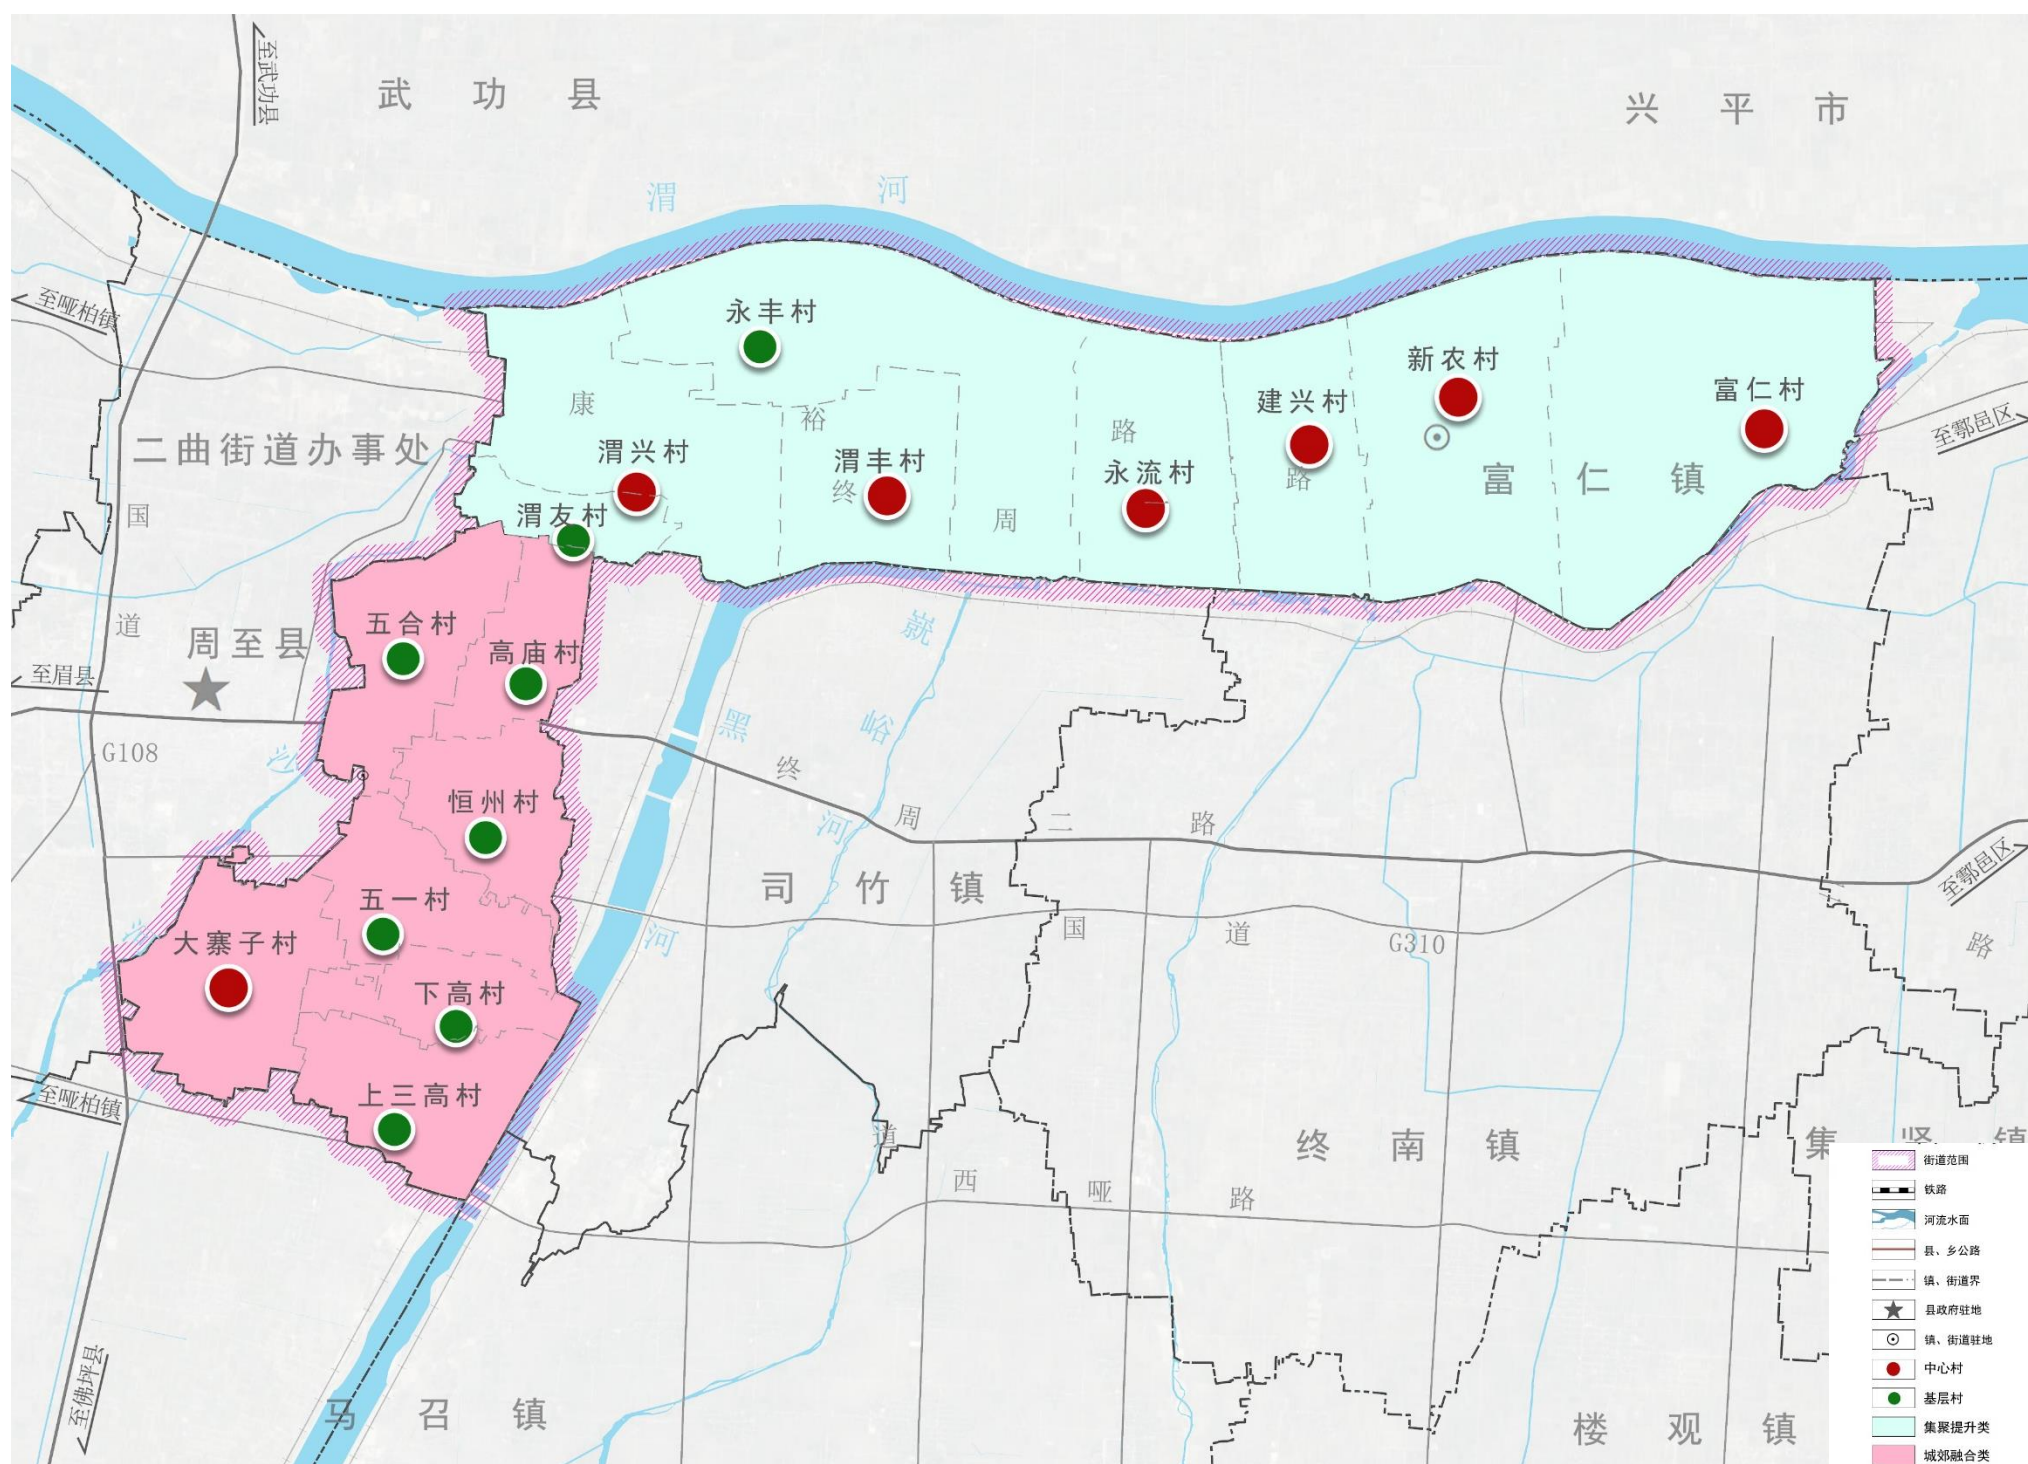 至武功县
武功县
兴平市
渭河
至哑柏镇
永丰村
新农村
富仁村
建兴村
康
裕
路
至鄠邑区
二曲街道办事处
渭兴村
渭丰村
永流村
路
富仁镇
终
周
国
渭友村
道
五合村
周至县
高庙村
峱
至眉县
黑
峪
G108
沙
终
恒州村
河
周
二
路
至鄠邑区
五一村
司竹镇
大寨子村
河
国
道
G310
路
下高村
至哑柏镇
上三高村
道
终南镇
集贤镇
西
哑
路
至佛坪县
马召镇
楼观镇
街道范围
铁路
河流水面
县、乡公路
镇、街道界
县政府驻地
镇、街道驻地
中心村
基层村
集聚提升类
城郊融合类